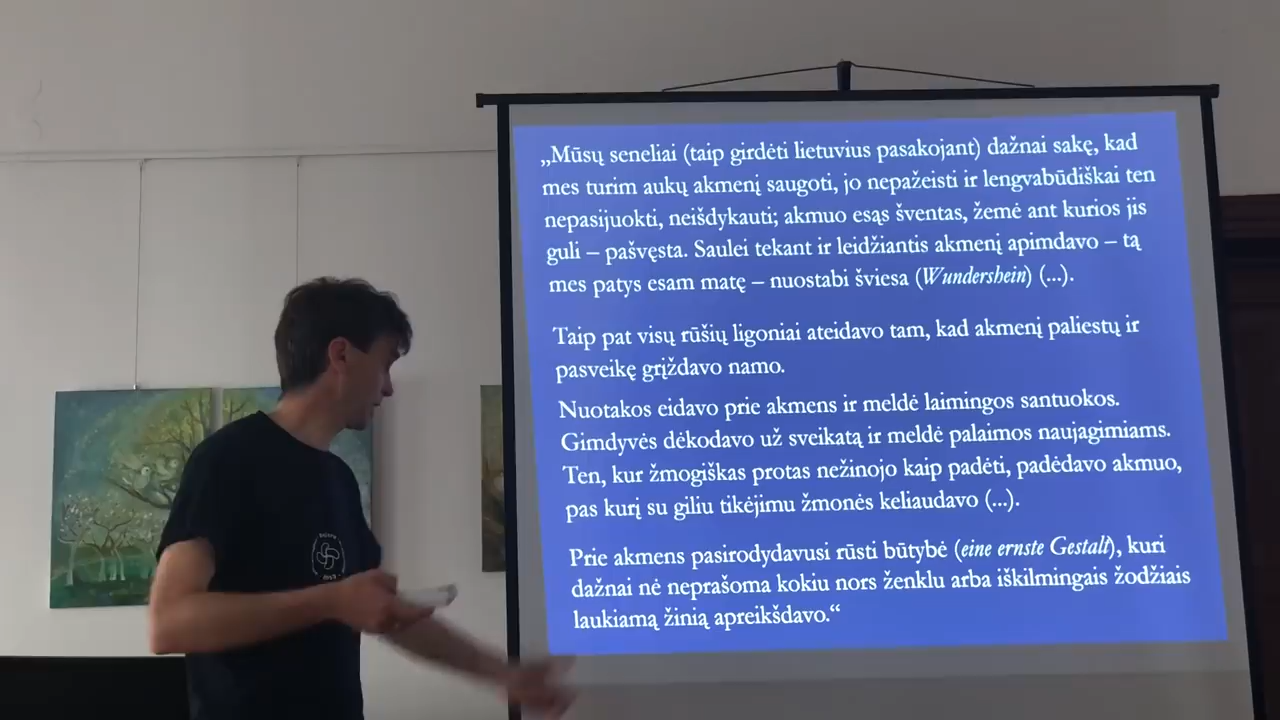 „Mūsų seneliai (taip girdėti lietuvius pasakojant) dažnai sakę, kad
mes turim aukų akmenį saugoti, jo nepažeisti ir lengvabūdiškai ten
nepasijuokti, neišdykauti; akmuo esąs šventas, žemė ant kurios jis
guli – pašvęsta. Saulei tekant ir leidžiantis akmenį apimdavo – tą
mes patys esam matę – nuostabi šviesa (Wundershein) (...).
Taip pat visų rūšių ligoniai ateidavo tam, kad akmenį paliestų ir
pasveikę grįždavo namo.
Nuotakos eidavo prie akmens ir meldė laimingos santuokos.
Gimdyvės dėkodavo už sveikatą ir meldė palaimos naujagimiams.
Ten, kur žmogiškas protas nežinojo kaip padėti, padėdavo akmuo,
pas kurį su giliu tikėjimu žmonės keliaudavo (...).
Prie akmens pasirodydavusi rūsti būtybė (eine ernste Gestalt), kuri
dažnai nė neprašoma kokiu nors ženklu arba iškilmingais žodžiais
laukiamą žinią apreikšdavo.“